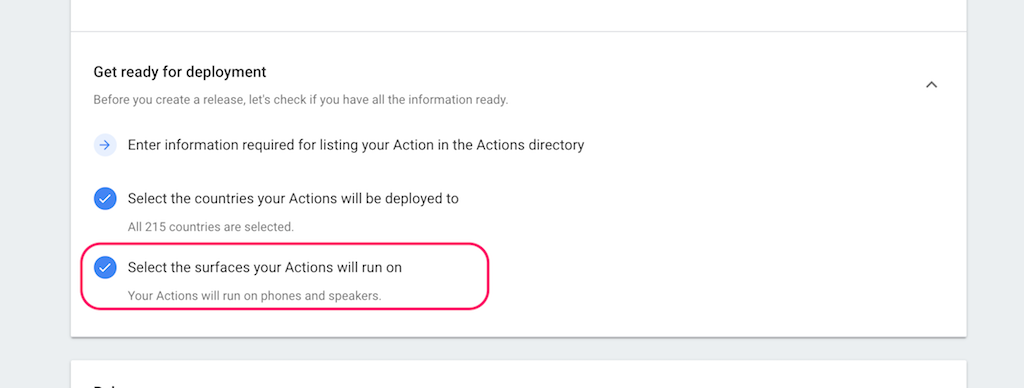 Get ready for deployment
Before you create a release, let's check if you have all the information ready.
Enter information required for listing your Action in the Actions directory
Select the countries your Actions will be deployed to
All 215 countries are selected.
Select the surfaces your Actions will run on
Your Actions will run on phones and speakers.